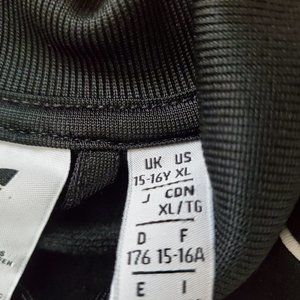 UK US
15-16Y XL
J CDN
XL/TG
D F
176 15-16A
E I